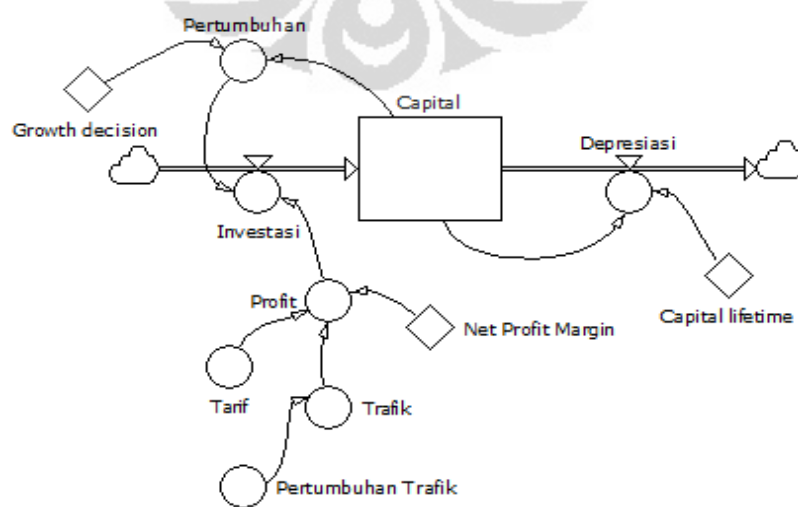 Pertumbuhan
Capital
Growth decision
Depresiasi
Investasi
Profit
Net Profit Margin
Capital lifetime
Tarif
Trafik
Pertumbuhan Trafik